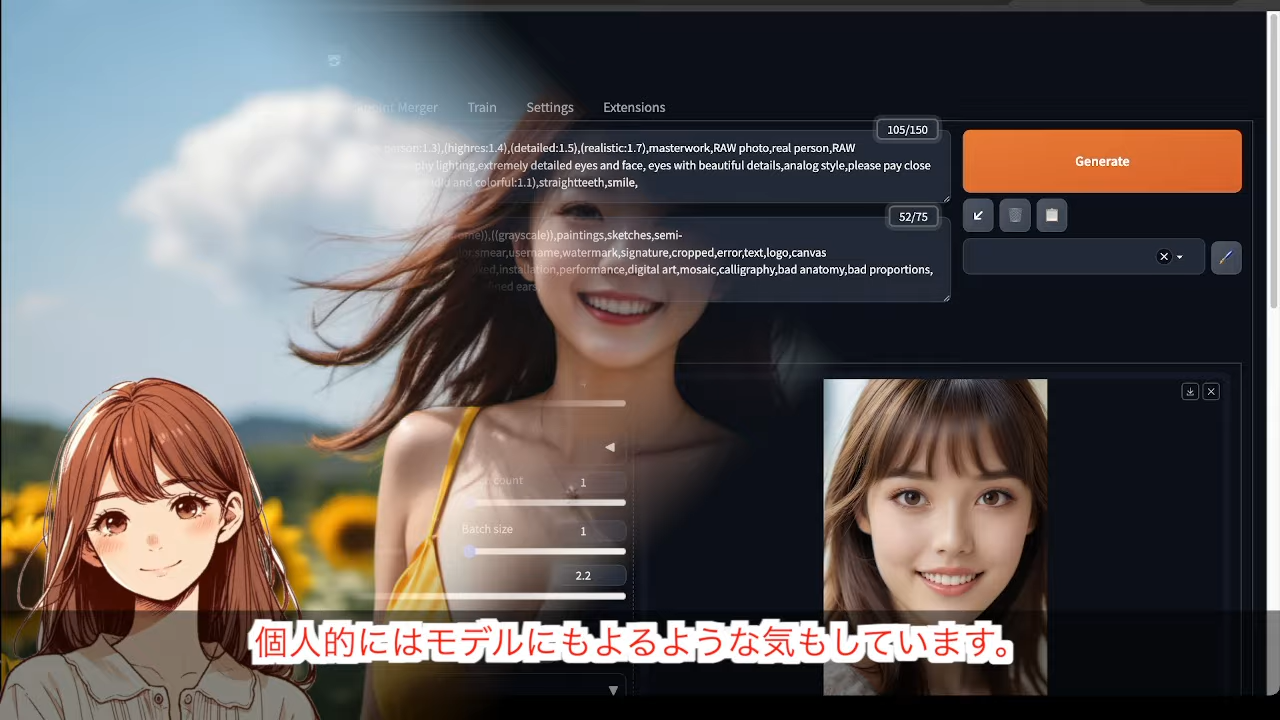 Merger
Train
Settings
Extensions
105/150
person:1.3),(highres:1.4),(detailed:1.5),(realistic:1.7),masterwork,RAW photo,real person,RAW
lighting,extremely detailed eyes and face, eyes with beautiful details,analog style,please pay close
and colorful:1.1),straightteeth,smile,
Generate
52/75
((grayscale)),paintings,sketches,semi-
smear,username,watermark,signature,cropped,error,text,logo,canvas
installation,performance,digital art,mosaic,calligraphy,bad anatomy,bad proportions,
ears
count
1
Batch size
1
2.2
個人的にはモデルにもよるような気もしています。